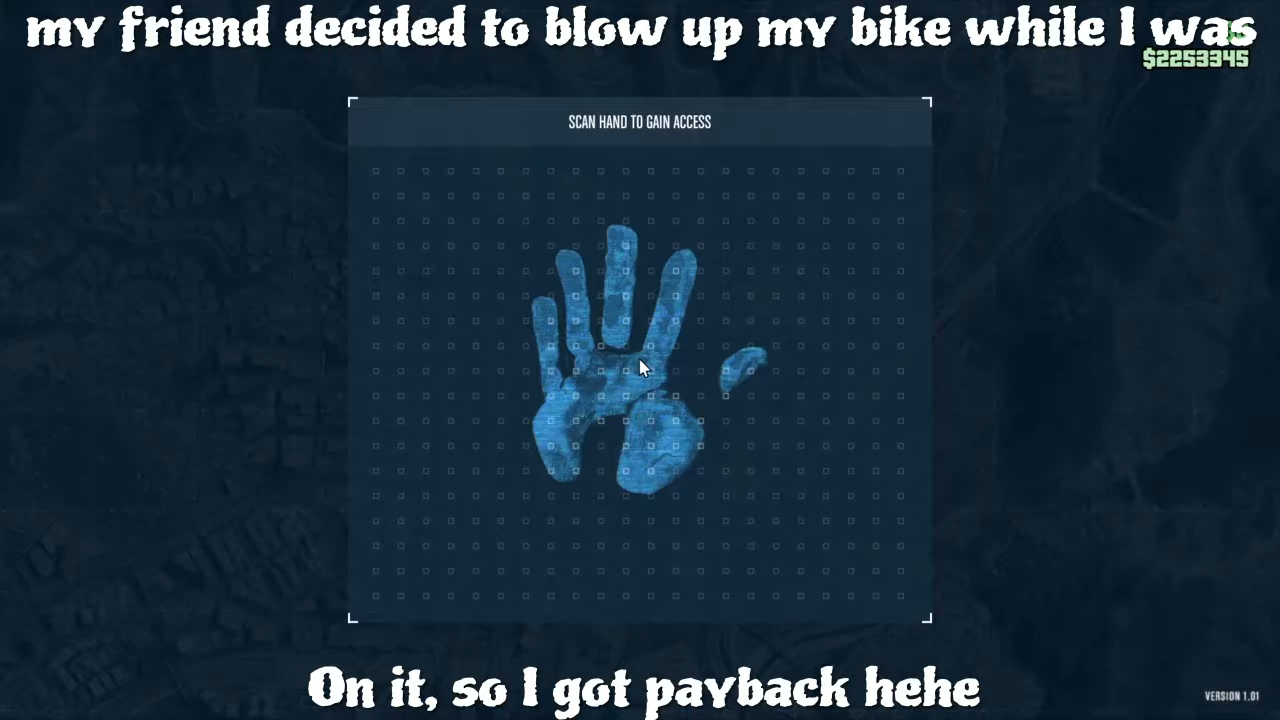 my friend decided to blow up my bike while I was
$2253345
SCAN HAND TO GAIN ACCESS
On it, so I got payback hehe
VERSION 1.01